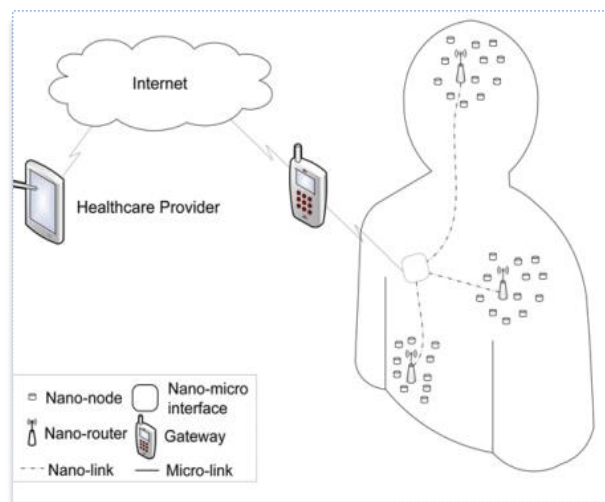 Internet
Healthcare Provider
Nano-node
Nano-micro
interface
Nano-router
Gateway
Nano-link
Micro-link